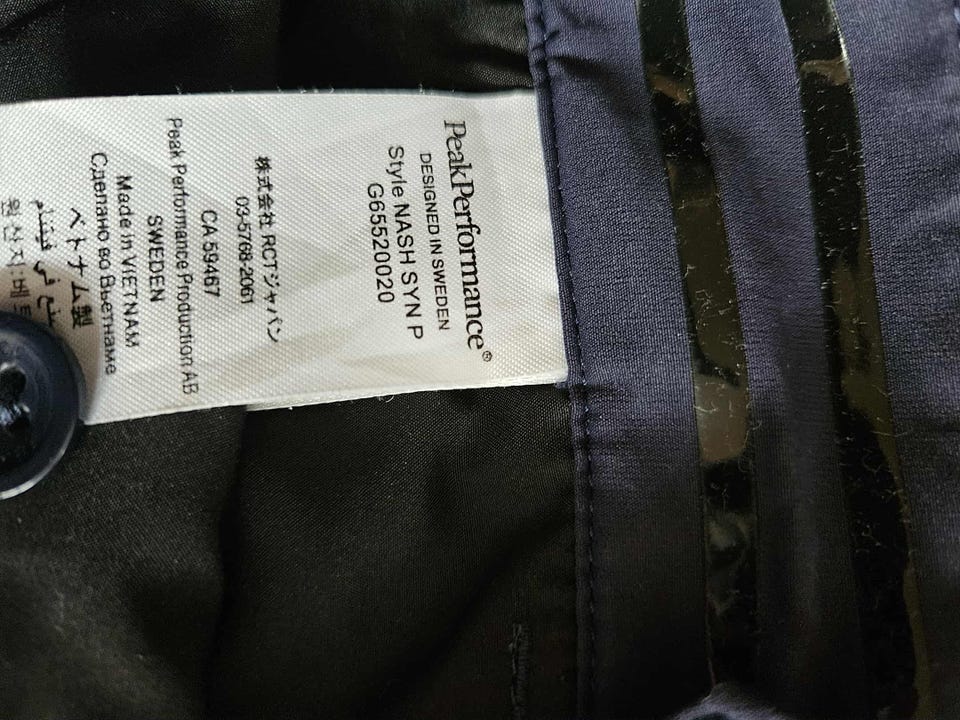 PeakPerformance®
DESIGNED IN SWEDEN
Style NASH SYN P
G65520020
株式会社 RCTジャパン
03-5768-2061
CA 59467
Peak Performance Production AB
SWEDEN
Made in VIETNAM
Сделано во Вьетнаме
ベトナム製